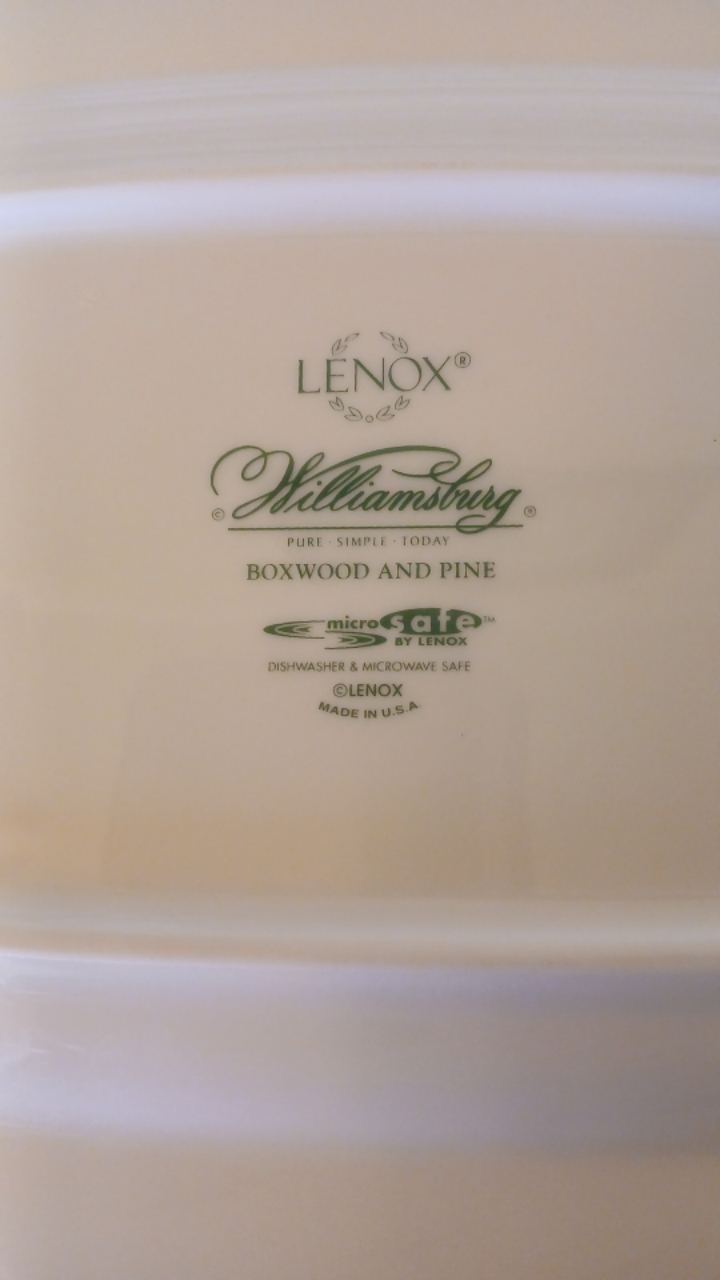 LENOX®
© Williamsburg ®
PURE · SIMPLE · TODAY
BOXWOOD AND PINE
micro safe™
BY LENOX
DISHWASHER & MICROWAVE SAFE
©LENOX
MADE IN U.S.A.